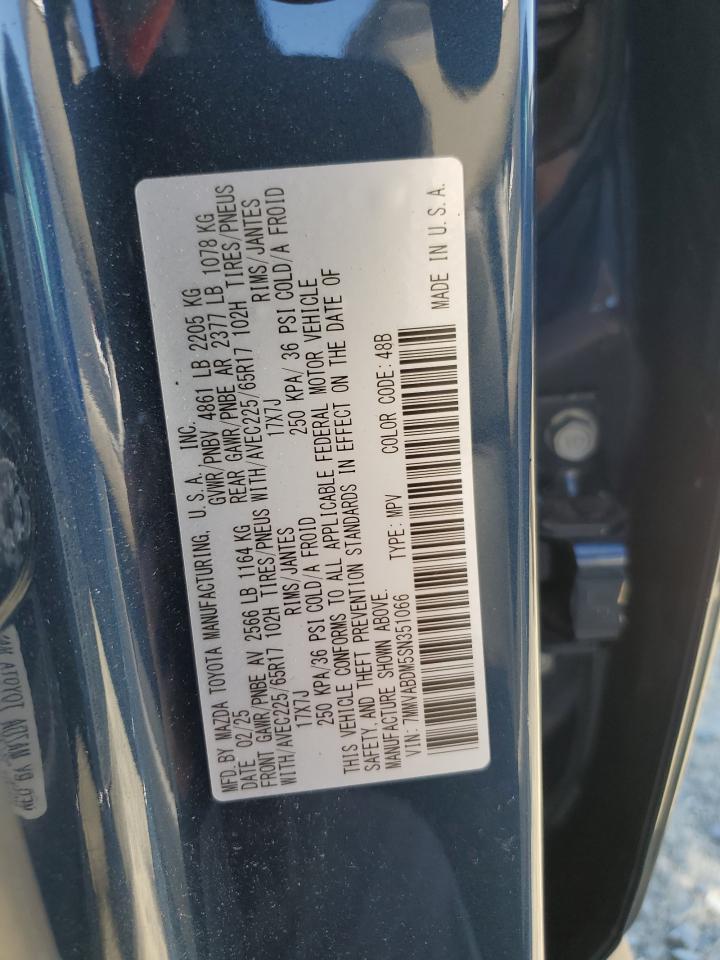 MFD. BY MAZDA TOYOTA MANUFACTURING, U.S.A. INC.
DATE 02/25 GVWR/PNBV 4861 LB 2205 KG
FRONT GAWR/PNBE AV 2566 LB 1164 KG REAR GAWR/PNBE AR 2377 LB 1078 KG
WITH/AVEC225/65R17 102H TIRES/PNEUS WITH/AVEC225/65R17 102H TIRES/PNEUS
17X7J RIMS/JANTES 17X7J RIMS/JANTES
250 KPA/36 PSI COLD/A FROID 250 KPA/ 36 PSI COLD/A FROID
THIS VEHICLE CONFORMS TO ALL APPLICABLE FEDERAL MOTOR VEHICLE
SAFETY, AND THEFT PREVENTION STANDARDS IN EFFECT ON THE DATE OF
MANUFACTURE SHOWN ABOVE.
VIN: 7MMVABDM5SN351066 TYPE: MPV COLOR CODE: 48B
MADE IN U.S.A.